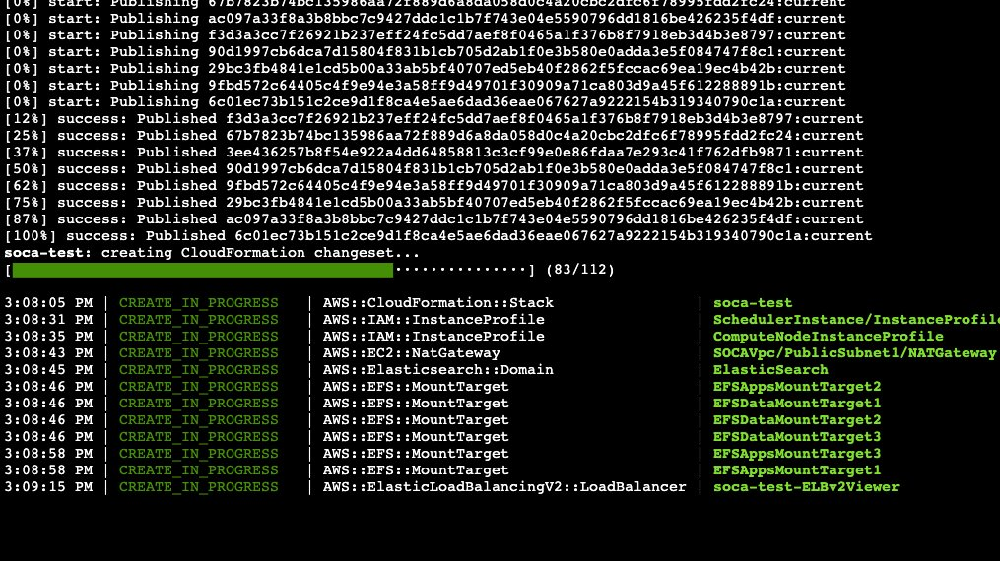 [0%] start: Publishing 67b7823b74bc135986aa72f889d6a8da058d0c4a20cbc2dfc6f78995fdd2fc24:current
[0%] start: Publishing ac097a33f8a3b8bbc7c9427ddc1c1b7f743e04e5590796dd1816be426235f4df:current
[0%] start: Publishing f3d3a3cc7f26921b237eff24fc5dd7aef8f0465a1f376b8f7918eb3d4b3e8797:current
[0%] start: Publishing 90d1997cb6dca7d15804f831b1cb705d2ab1f0e3b580e0adda3e5f084747f8c1:current
[0%] start: Publishing 29bc3fb4841e1cd5b00a33ab5bf40707ed5eb40f2862f5fccac69ea19ec4b42b:current
[0%] start: Publishing 9fbd572c64405c4f9e94e3a58ff9d49701f30909a71ca803d9a45f612288891b:current
[0%] start: Publishing 6c01ec73b151c2ce9d1f8ca4e5ae6dad36eae067627a9222154b319340790c1a:current
[12%] success: Published f3d3a3cc7f26921b237eff24fc5dd7aef8f0465a1f376b8f7918eb3d4b3e8797:current
[25%] success: Published 67b7823b74bc135986aa72f889d6a8da058d0c4a20cbc2dfc6f78995fdd2fc24:current
[37%] success: Published 3ee436257b8f54e922a4dd64858813c3cf99e0e86fdaa7e293c41f762dfb9871:current
[50%] success: Published 90d1997cb6dca7d15804f831b1cb705d2ab1f0e3b580e0adda3e5f084747f8c1:current
[62%] success: Published 9fbd572c64405c4f9e94e3a58ff9d49701f30909a71ca803d9a45f612288891b:current
[75%] success: Published 29bc3fb4841e1cd5b00a33ab5bf40707ed5eb40f2862f5fccac69ea19ec4b42b:current
[87%] success: Published ac097a33f8a3b8bbc7c9427ddc1c1b7f743e04e5590796dd1816be426235f4df:current
[100%] success: Published 6c01ec73b151c2ce9d1f8ca4e5ae6dad36eae067627a9222154b319340790c1a:current
soca-test: creating CloudFormation changeset...
[···············] (83/112)
3:08:05 PM | CREATE_IN_PROGRESS | AWS::CloudFormation::Stack | soca-test
3:08:31 PM | CREATE_IN_PROGRESS | AWS::IAM::InstanceProfile | SchedulerInstance/InstanceProfile
3:08:35 PM | CREATE_IN_PROGRESS | AWS::IAM::InstanceProfile | ComputeNodeInstanceProfile
3:08:43 PM | CREATE_IN_PROGRESS | AWS::EC2::NatGateway | SOCAVpc/PublicSubnet1/NATGateway
3:08:45 PM | CREATE_IN_PROGRESS | AWS::Elasticsearch::Domain | ElasticSearch
3:08:46 PM | CREATE_IN_PROGRESS | AWS::EFS::MountTarget | EFSAppsMountTarget2
3:08:46 PM | CREATE_IN_PROGRESS | AWS::EFS::MountTarget | EFSDataMountTarget1
3:08:46 PM | CREATE_IN_PROGRESS | AWS::EFS::MountTarget | EFSDataMountTarget2
3:08:46 PM | CREATE_IN_PROGRESS | AWS::EFS::MountTarget | EFSDataMountTarget3
3:08:58 PM | CREATE_IN_PROGRESS | AWS::EFS::MountTarget | EFSAppsMountTarget3
3:08:58 PM | CREATE_IN_PROGRESS | AWS::EFS::MountTarget | EFSAppsMountTarget1
3:09:15 PM | CREATE_IN_PROGRESS | AWS::ElasticLoadBalancingV2::LoadBalancer | soca-test-ELBv2Viewer